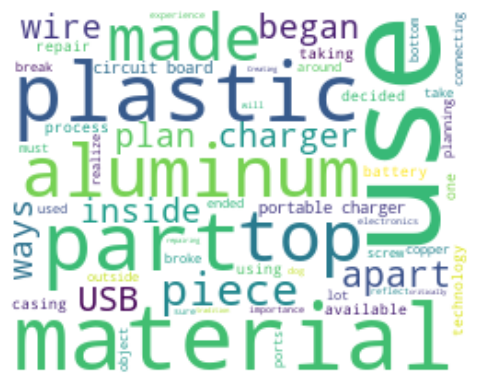 experience
wire made began
repair taking
break circuit board Creating around
plastic will decided take
process plan charger
must realize
aluminum battery
ways used inside ended portable charger
part top electronics
repairing broke screw copper
outside using dog apart
casing USB piece lot reflect critically
sure importance available
material
object ports
use
bottom connecting
planning
one
technology